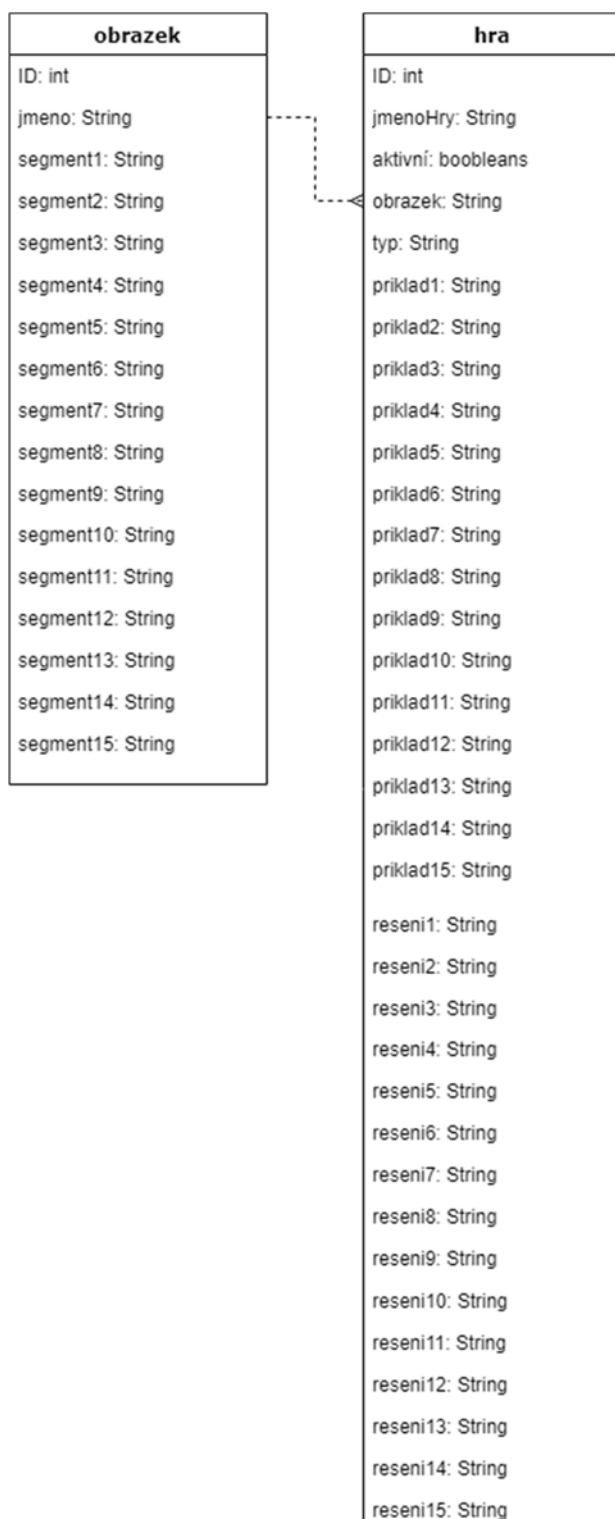 obrazek
ID: int
jmeno: String
segment1: String
segment2: String
segment3: String
segment4: String
segment5: String
segment6: String
segment7: String
segment8: String
segment9: String
segment10: String
segment11: String
segment12: String
segment13: String
segment14: String
segment15: String
hra
ID: int
jmenoHry: String
aktivní: boobleans
obrazek: String
typ: String
priklad1: String
priklad2: String
priklad3: String
priklad4: String
priklad5: String
priklad6: String
priklad7: String
priklad8: String
priklad9: String
priklad10: String
priklad11: String
priklad12: String
priklad13: String
priklad14: String
priklad15: String
reseni1: String
reseni2: String
reseni3: String
reseni4: String
reseni5: String
reseni6: String
reseni7: String
reseni8: String
reseni9: String
reseni10: String
reseni11: String
reseni12: String
reseni13: String
reseni14: String
reseni15: String